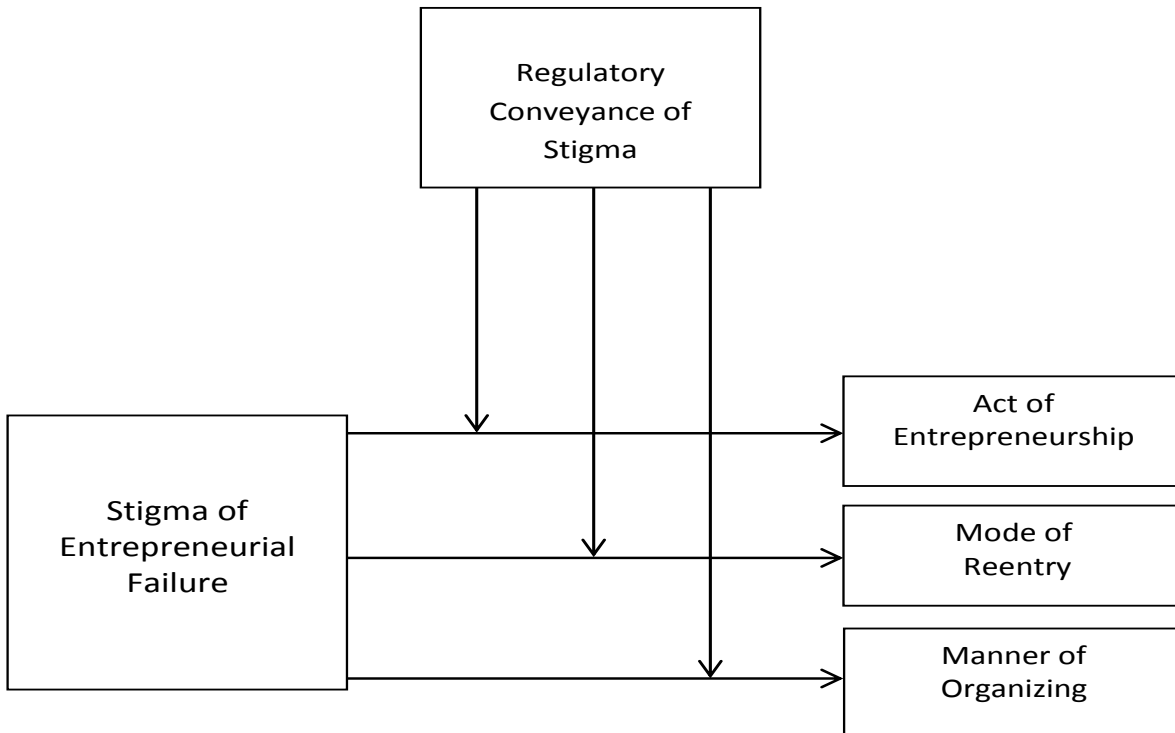 Regulatory
Conveyance of
Stigma
Stigma of
Entrepreneurial
Failure
Act of
Entrepreneurship
Mode of
Reentry
Manner of
Organizing